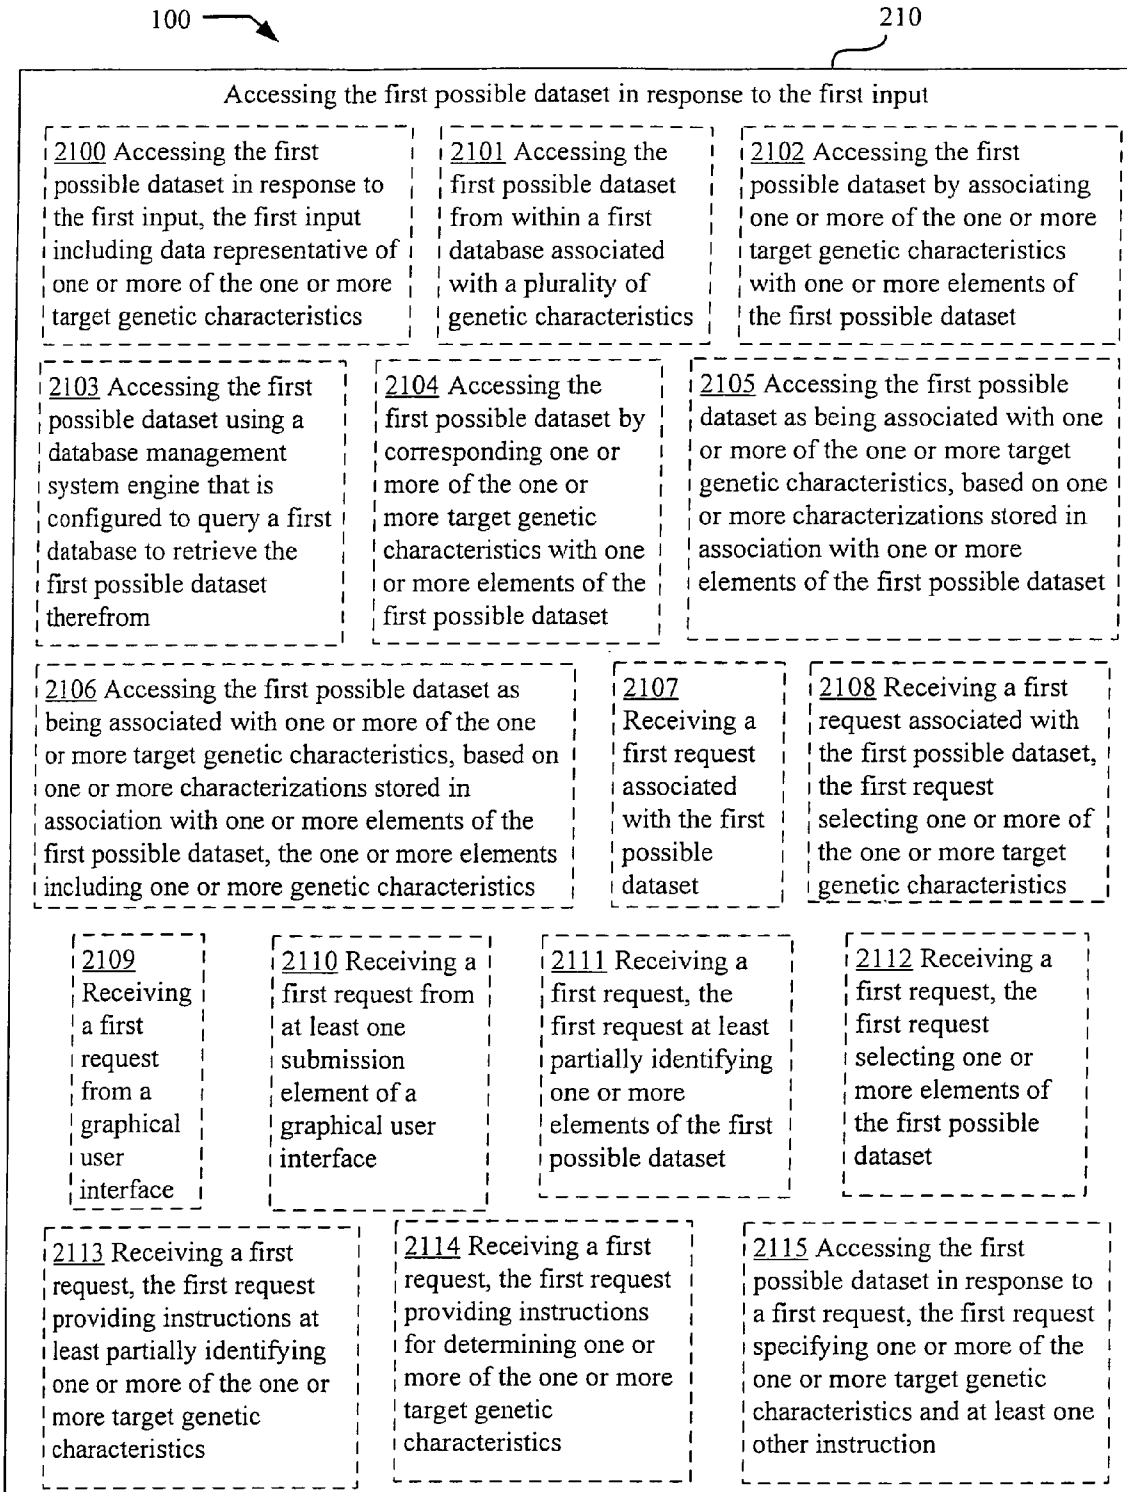 100
210
Accessing the first possible dataset in response to the first input
2100 Accessing the first
possible dataset in response to
the first input, the first input
including data representative of
one or more of the one or more
target genetic characteristics
2101 Accessing the
first possible dataset
from within a first
database associated
with a plurality of
genetic characteristics
2102 Accessing the first
possible dataset by associating
one or more of the one or more
target genetic characteristics
with one or more elements of
the first possible dataset
2103 Accessing the first
possible dataset using a
database management
system engine that is
configured to query a first
database to retrieve the
first possible dataset
therefrom
2104 Accessing the
first possible dataset by
corresponding one or
more of the one or
more target genetic
characteristics with one
or more elements of the
first possible dataset
2105 Accessing the first possible
dataset as being associated with one
or more of the one or more target
genetic characteristics, based on one
or more characterizations stored in
association with one or more
elements of the first possible dataset
2106 Accessing the first possible dataset as
being associated with one or more of the one
or more target genetic characteristics, based on
one or more characterizations stored in
association with one or more elements of the
first possible dataset, the one or more elements
including one or more genetic characteristics
2107
Receiving a
first request
associated
with the first
possible
dataset
2108 Receiving a first
request associated with
the first possible dataset,
the first request
selecting one or more of
the one or more target
genetic characteristics
2109
Receiving
a first
request
from a
graphical
user
interface
2110 Receiving a
first request from
at least one
submission
element of a
graphical user
interface
2111 Receiving a
first request, the
first request at least
partially identifying
one or more
elements of the first
possible dataset
2112 Receiving a
first request, the
first request
selecting one or
more elements of
the first possible
dataset
2113 Receiving a first
request, the first request
providing instructions at
least partially identifying
one or more of the one or
more target genetic
characteristics
2114 Receiving a first
request, the first request
providing instructions
for determining one or
more of the one or more
target genetic
characteristics
2115 Accessing the first
possible dataset in response to
a first request, the first request
specifying one or more of the
one or more target genetic
characteristics and at least one
other instruction